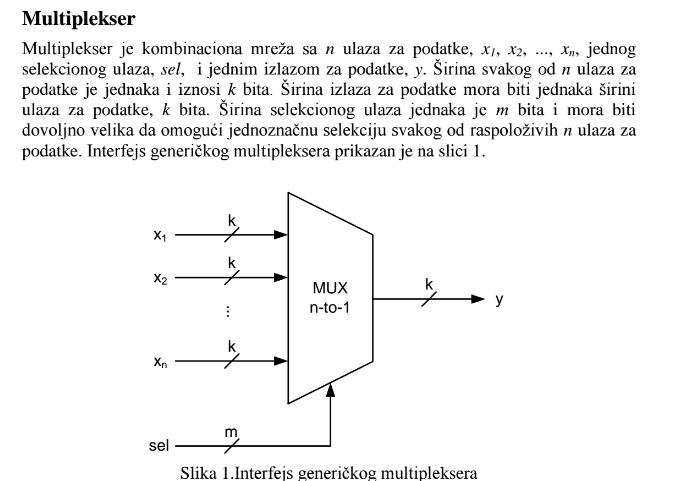 Multiplekser
Multiplekser je kombinaciona mreža sa n ulaza za podatke, x1, x2, ..., xn, jednog
selekcionog ulaza, sel, i jednim izlazom za podatke, y. Širina svakog od n ulaza za
podatke je jednaka i iznosi k bita. Širina izlaza za podatke mora biti jednaka širini
ulaza za podatke, k bita. Širina selekcionog ulaza jednaka je m bita i mora biti
dovoljno velika da omogući jednoznačnu selekciju svakog od raspoloživih n ulaza za
podatke. Interfejs generičkog multipleksera prikazan je na slici 1.
k
x1
k
x2
MUX
k
y
n-to-1
⋮
k
xn
m
sel
Slika 1.Interfejs generičkog multipleksera